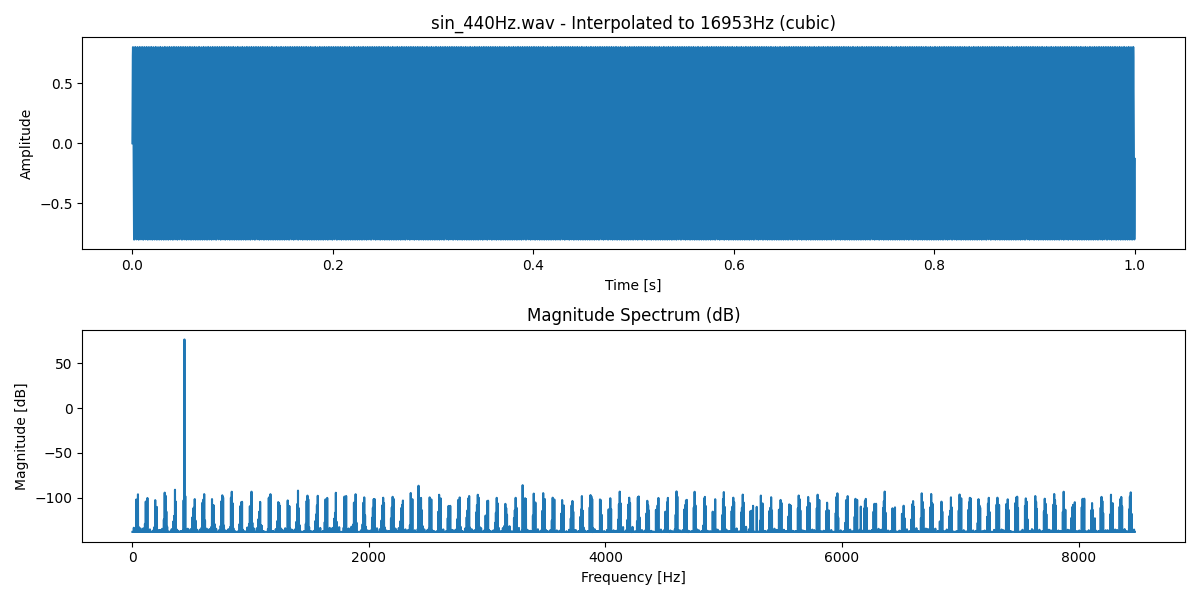 sin_440Hz.wav - Interpolated to 16953Hz (cubic)
0.5
0.0
−0.5
Amplitude
0.0 0.2 0.4 0.6 0.8 1.0
Time [s]
Magnitude Spectrum (dB)
50
0
−50
−100
Magnitude [dB]
0 2000 4000 6000 8000
Frequency [Hz]